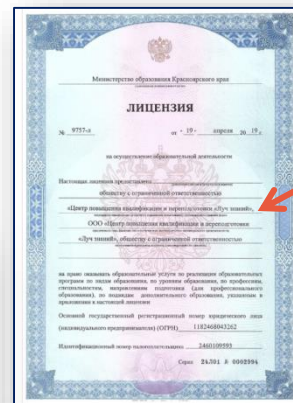 Министерство образования Красноярского края
ЛИЦЕНЗИЯ
№ 9757-л от « 19 » апреля 20 19 г.
на осуществление образовательной деятельности
Настоящая лицензия предоставлена
обществу с ограниченной ответственностью
«Центр повышения квалификации и переподготовки «Луч знаний»,
ООО «Центр повышения квалификации и переподготовки
«Луч знаний», обществу с ограниченной ответственностью
на право оказывать образовательные услуги по реализации образовательных
программ по видам образования, по уровням образования, по профессиям,
специальностям, направлениям подготовки (для профессионального
образования), по подвидам дополнительного образования, указанным в
приложении к настоящей лицензии
Основной государственный регистрационный номер юридического лица
(индивидуального предпринимателя) (ОГРН) 1182468043262
Идентификационный номер налогоплательщика 2460109593
Серия 24Л01 № 0002994